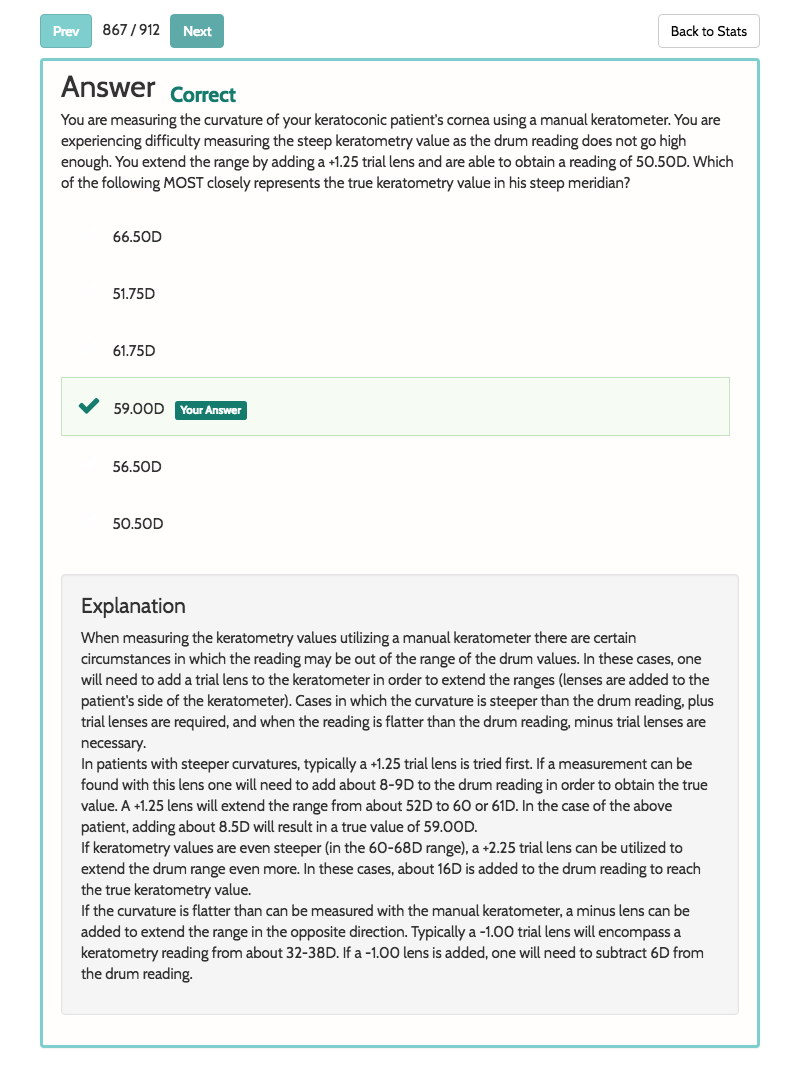 Prev 867 / 912 Next Back to Stats
Answer Correct
You are measuring the curvature of your keratoconic patient's cornea using a manual keratometer. You are
experiencing difficulty measuring the steep keratometry value as the drum reading does not go high
enough. You extend the range by adding a +1.25 trial lens and are able to obtain a reading of 50.50D. Which
of the following MOST closely represents the true keratometry value in his steep meridian?
66.50D
51.75D
61.75D
59.00D Your Answer
56.50D
50.50D
Explanation
When measuring the keratometry values utilizing a manual keratometer there are certain
circumstances in which the reading may be out of the range of the drum values. In these cases, one
will need to add a trial lens to the keratometer in order to extend the ranges (lenses are added to the
patient's side of the keratometer). Cases in which the curvature is steeper than the drum reading, plus
trial lenses are required, and when the reading is flatter than the drum reading, minus trial lenses are
necessary.
In patients with steeper curvatures, typically a +1.25 trial lens is tried first. If a measurement can be
found with this lens one will need to add about 8-9D to the drum reading in order to obtain the true
value. A +1.25 lens will extend the range from about 52D to 60 or 61D. In the case of the above
patient, adding about 8.5D will result in a true value of 59.00D.
If keratometry values are even steeper (in the 60-68D range), a +2.25 trial lens can be utilized to
extend the drum range even more. In these cases, about 16D is added to the drum reading to reach
the true keratometry value.
If the curvature is flatter than can be measured with the manual keratometer, a minus lens can be
added to extend the range in the opposite direction. Typically a -1.00 trial lens will encompass a
keratometry reading from about 32-38D. If a -1.00 lens is added, one will need to subtract 6D from
the drum reading.